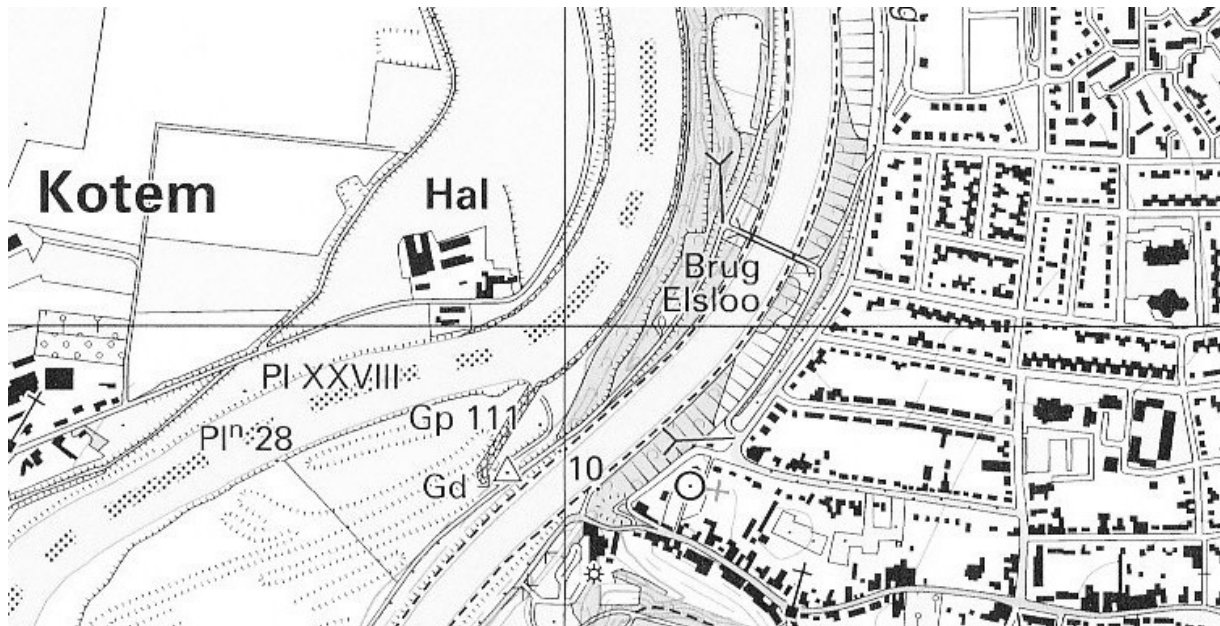 Kotem
Hal
Brug
Elsloo
Pl XXVIII
Gp 111
Plⁿ 28
Gd
10